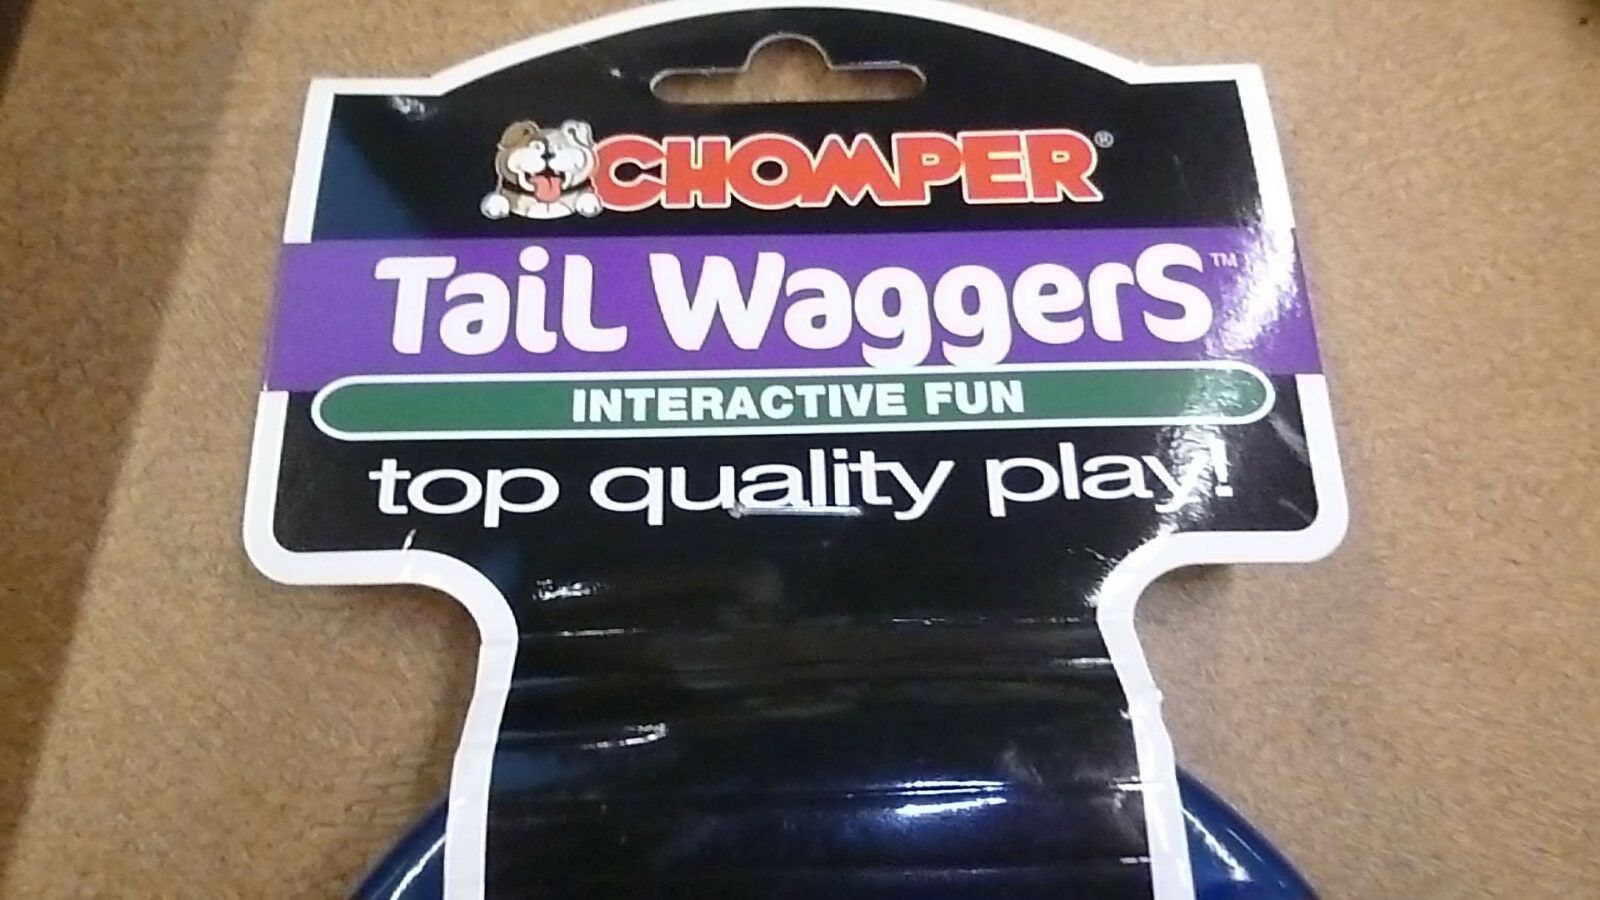 CHOMPER®
Tail Waggers™
INTERACTIVE FUN
top quality play!